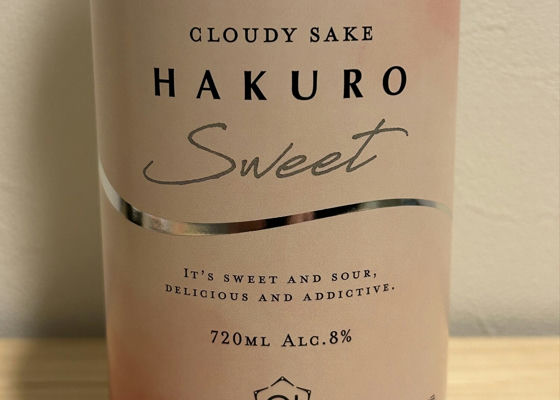 CLOUDY SAKE
HAKURO
Sweet
IT'S SWEET AND SOUR,
DELICIOUS AND ADDICTIVE.
720ML ALC.8%